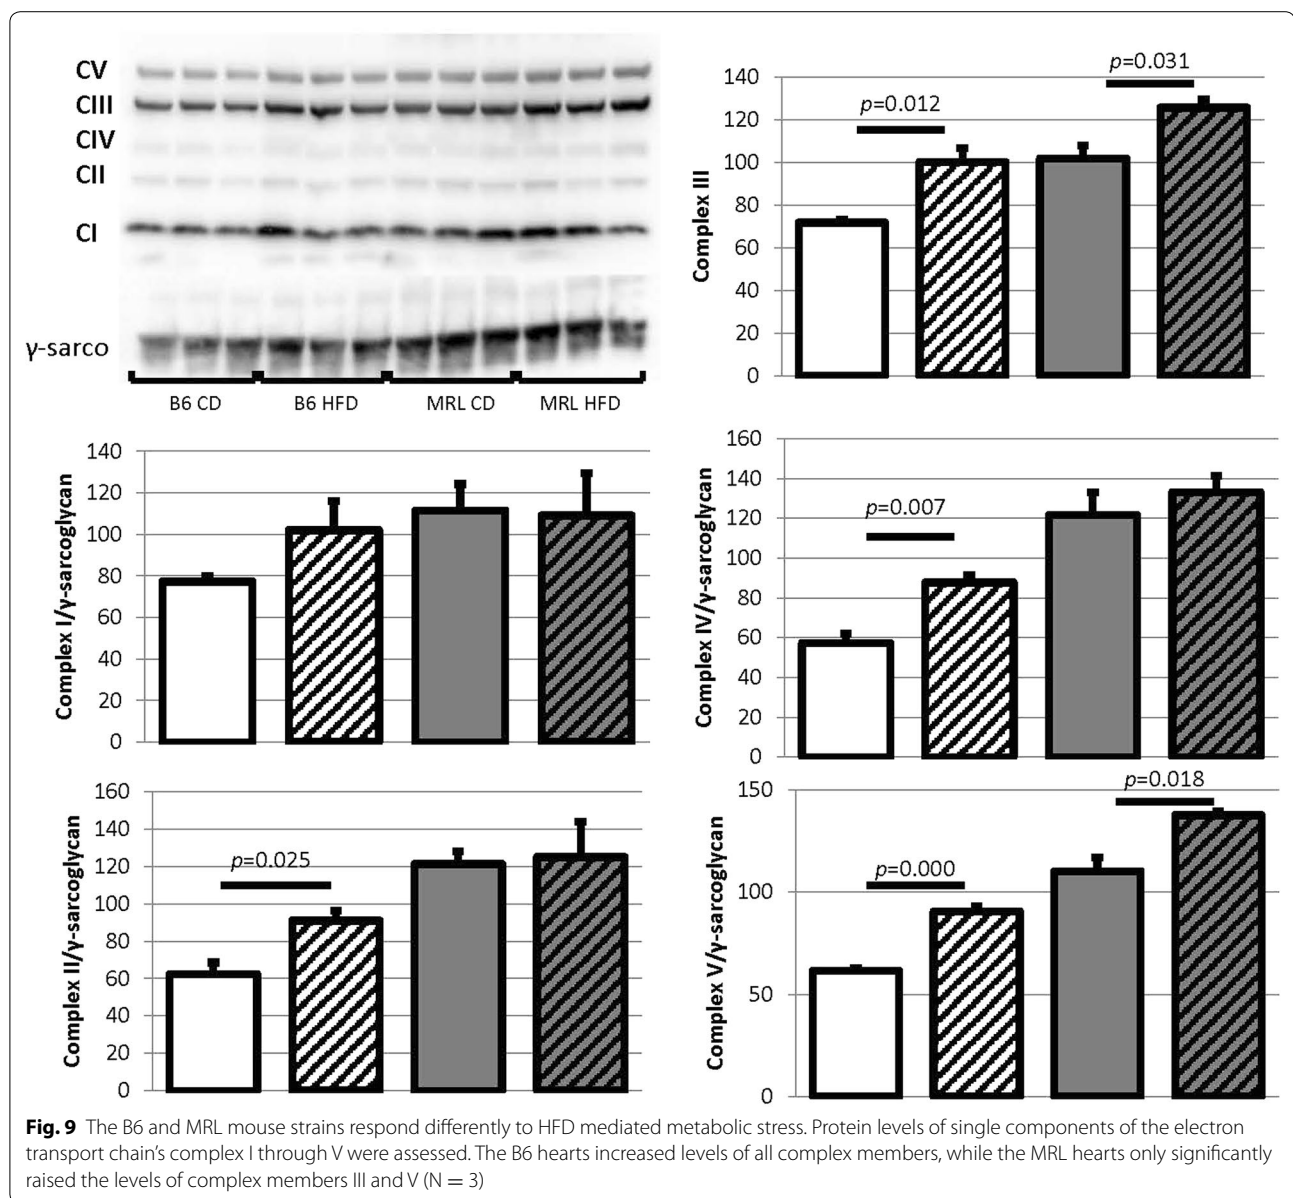 CV
CIII
CIV
CII
CI
γ-sarco
B6 CD B6 HFD MRL CD MRL HFD
Complex III
140
120
100
80
60
40
20
0
p=0.012
p=0.031
Complex I/γ-sarcoglycan
140
120
100
80
60
40
20
0
Complex IV/γ-sarcoglycan
160
140
120
100
80
60
40
20
0
p=0.007
Complex II/γ-sarcoglycan
160
140
120
100
80
60
40
20
0
p=0.025
Complex V/γ-sarcoglycan
150
100
50
0
p=0.000
p=0.018
Fig. 9 The B6 and MRL mouse strains respond differently to HFD mediated metabolic stress. Protein levels of single components of the electron
transport chain's complex I through V were assessed. The B6 hearts increased levels of all complex members, while the MRL hearts only significantly
raised the levels of complex members III and V (N = 3)